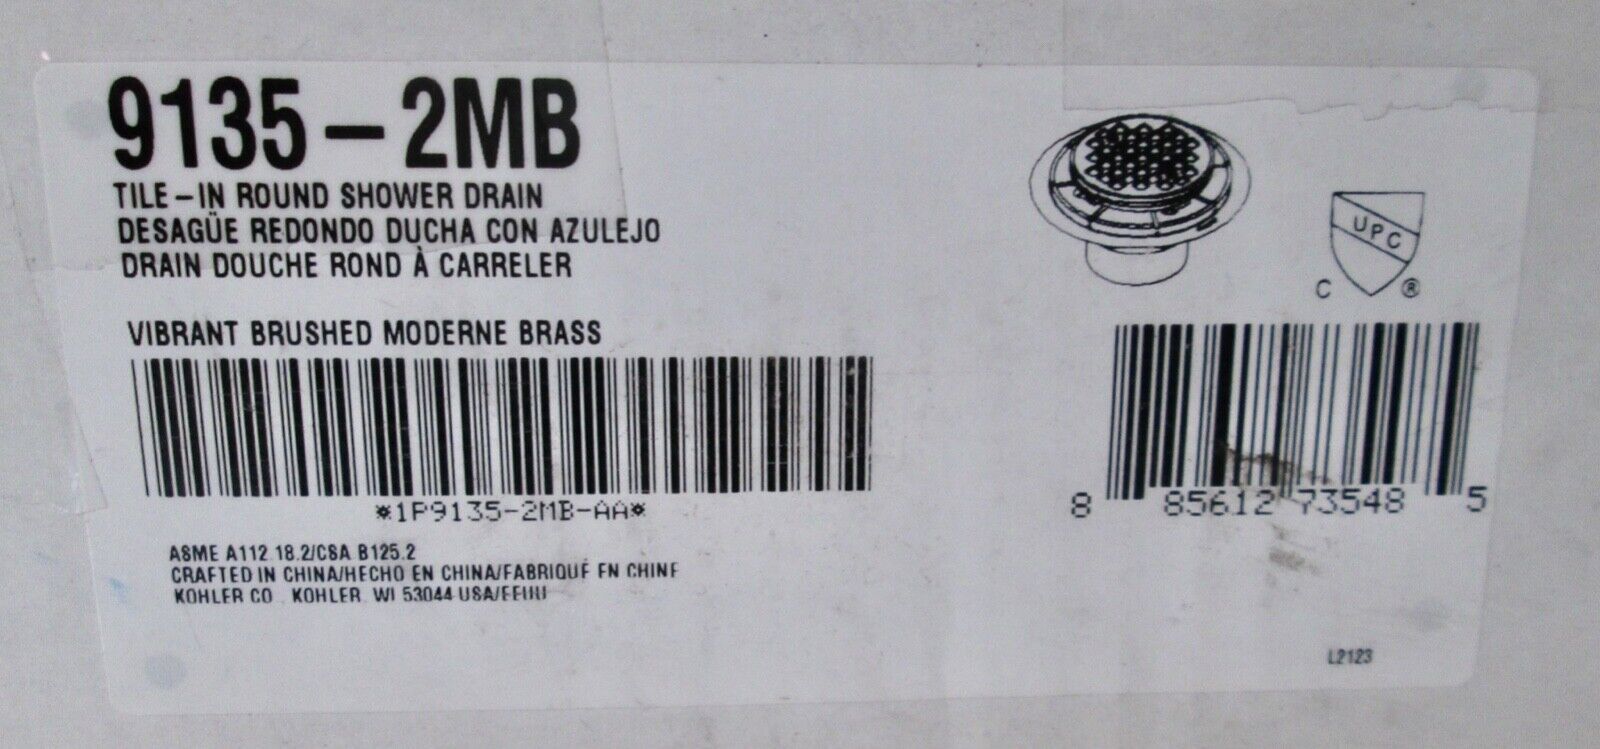 9135-2MB
TILE-IN ROUND SHOWER DRAIN
DESAGÜE REDONDO DUCHA CON AZULEJO
DRAIN DOUCHE ROND À CARRELER
VIBRANT BRUSHED MODERNE BRASS
*1P9135-2MB-AA*
ASME A112.18.2/CSA B125.2
CRAFTED IN CHINA/HECHO EN CHINA/FABRIQUÉ EN CHINE
KOHLER CO., KOHLER, WI 53044 USA/EEUU
UPC
C ®
8 85612 73548 5
L2123